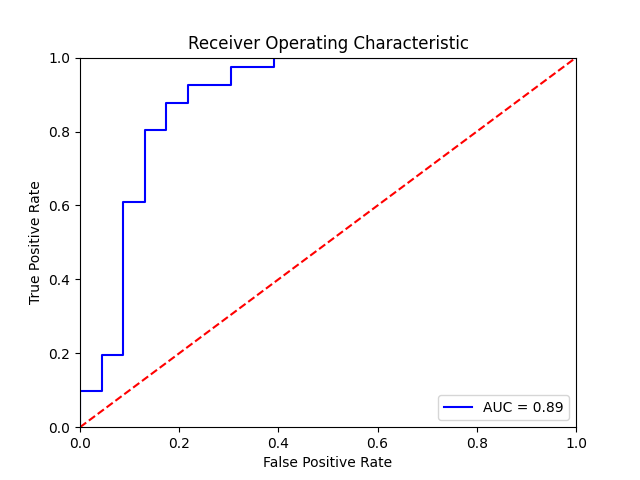 Receiver Operating Characteristic
1.0
0.8
0.6
0.4
0.2
0.0
True Positive Rate
AUC = 0.89
0.0 0.2 0.4 0.6 0.8 1.0
False Positive Rate